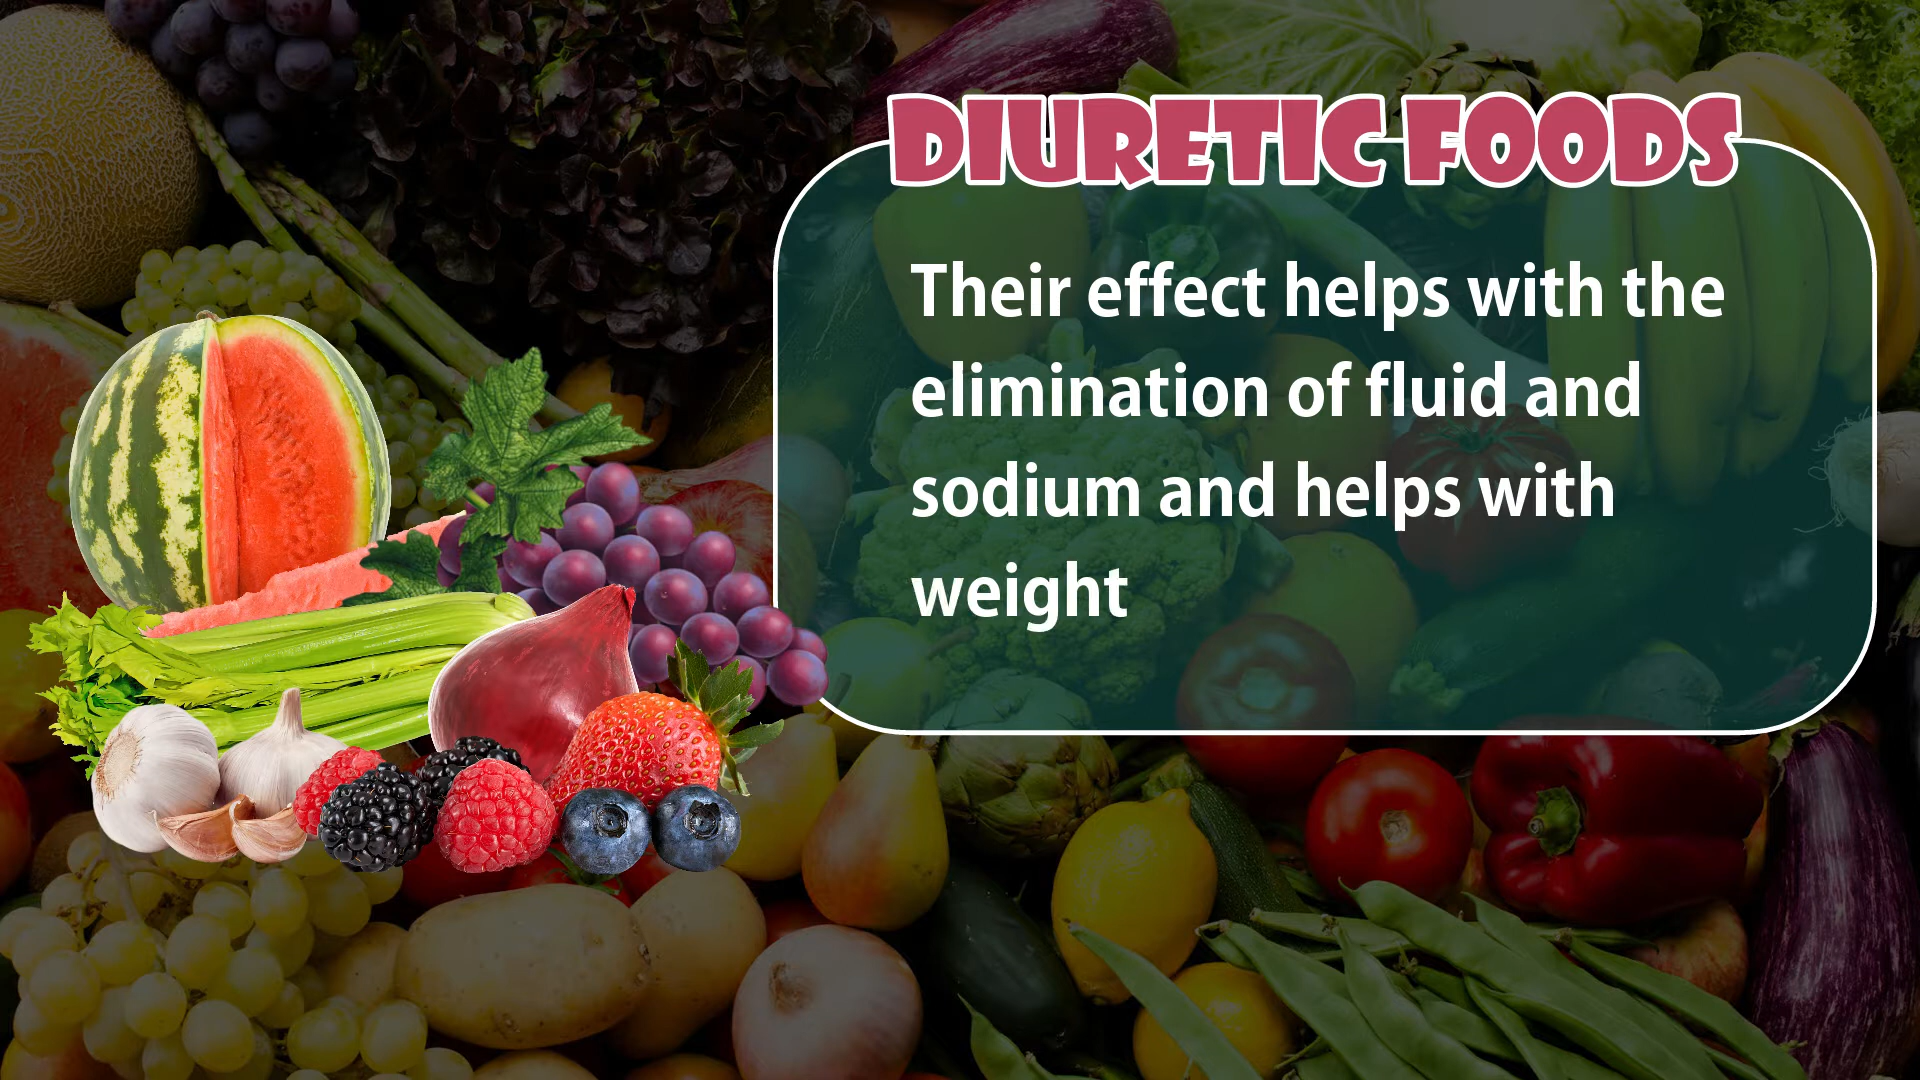 DIURETIC FOODS
Their effect helps with the
elimination of fluid and
sodium and helps with
weight